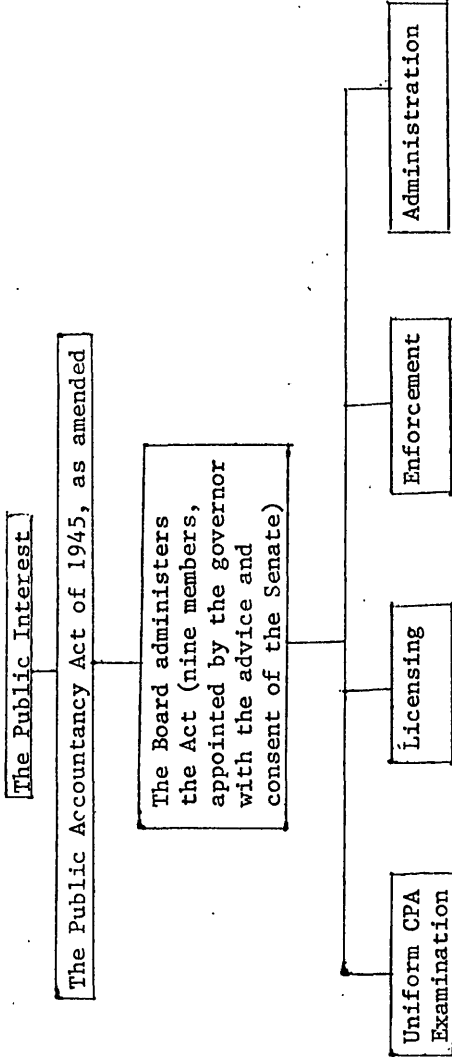 The Public Interest
The Public Accountancy Act of 1945, as amended
The Board administers
the Act (nine members,
appointed by the governor
with the advice and
consent of the Senate)
Uniform CPA
Examination
Licensing
Enforcement
Administration